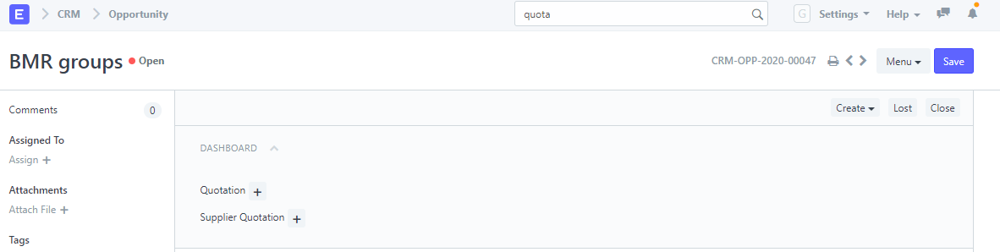 E CRM Opportunity quota G Settings Help
BMR groups Open CRM-OPP-2020-00047 Menu Save
Comments 0 Create Lost Close
Assigned To
DASHBOARD
Assign +
Attachments
Quotation +
Attach File +
Supplier Quotation +
Tags